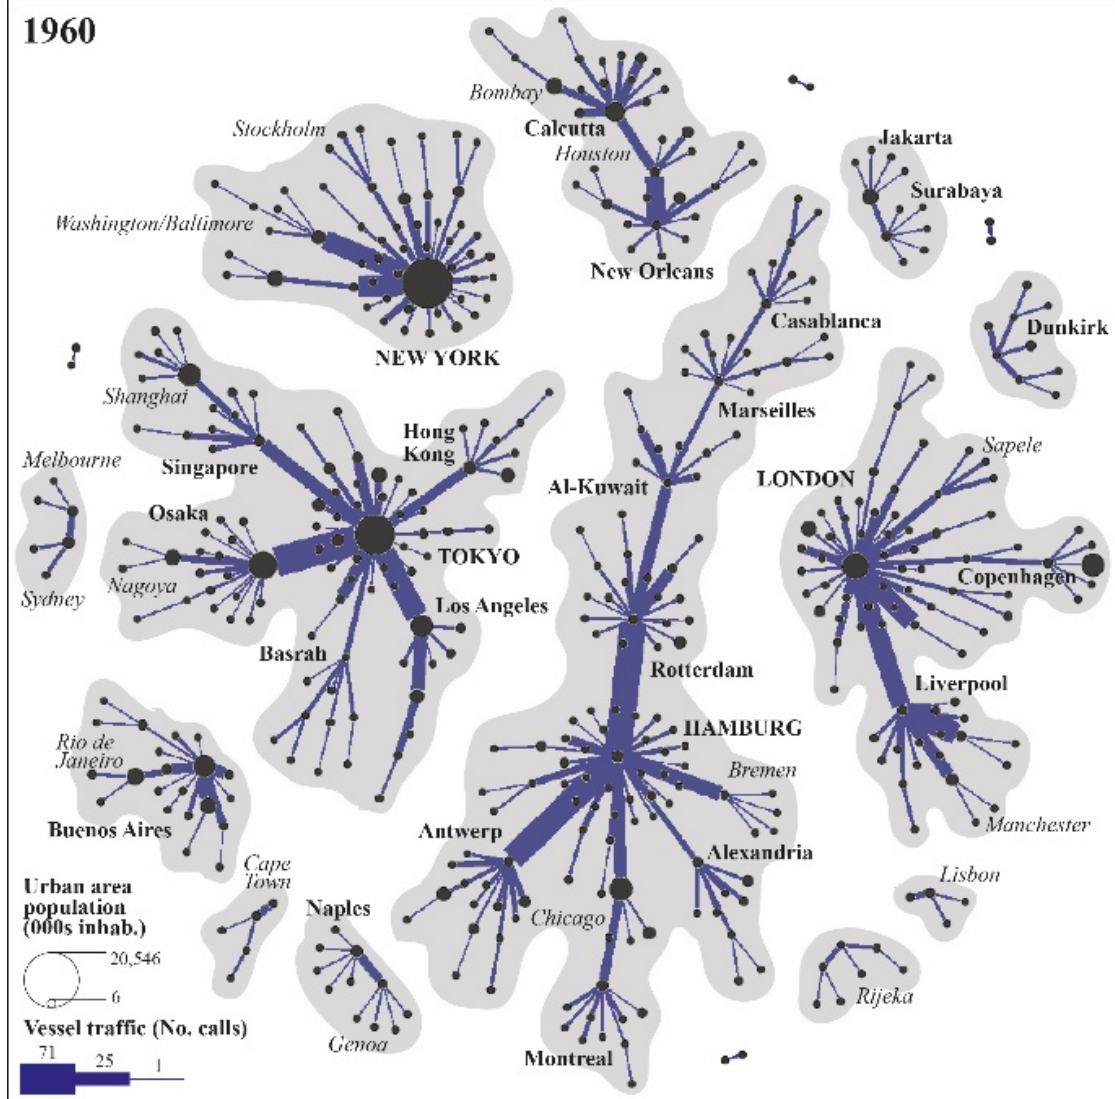 1960
Bombay
Calcutta
Houston
New Orleans
Stockholm
Washington/Baltimore
NEW YORK
Jakarta
Surabaya
Casablanca
Dunkirk
Marseilles
Shanghai
Singapore
Hong
Kong
Melbourne
Sydney
Osaka
Nagoya
TOKYO
Los Angeles
Basrah
Al-Kuwait
LONDON
Sapele
Copenhagen
Rotterdam
Liverpool
HAMBURG
Bremen
Manchester
Rio de
Janeiro
Buenos Aires
Antwerp
Alexandria
Chicago
Cape
Town
Naples
Genoa
Lisbon
Rijeka
Montreal
Urban area
population
(000s inhab.)
20,546
6
Vessel traffic (No. calls)
71
25
1